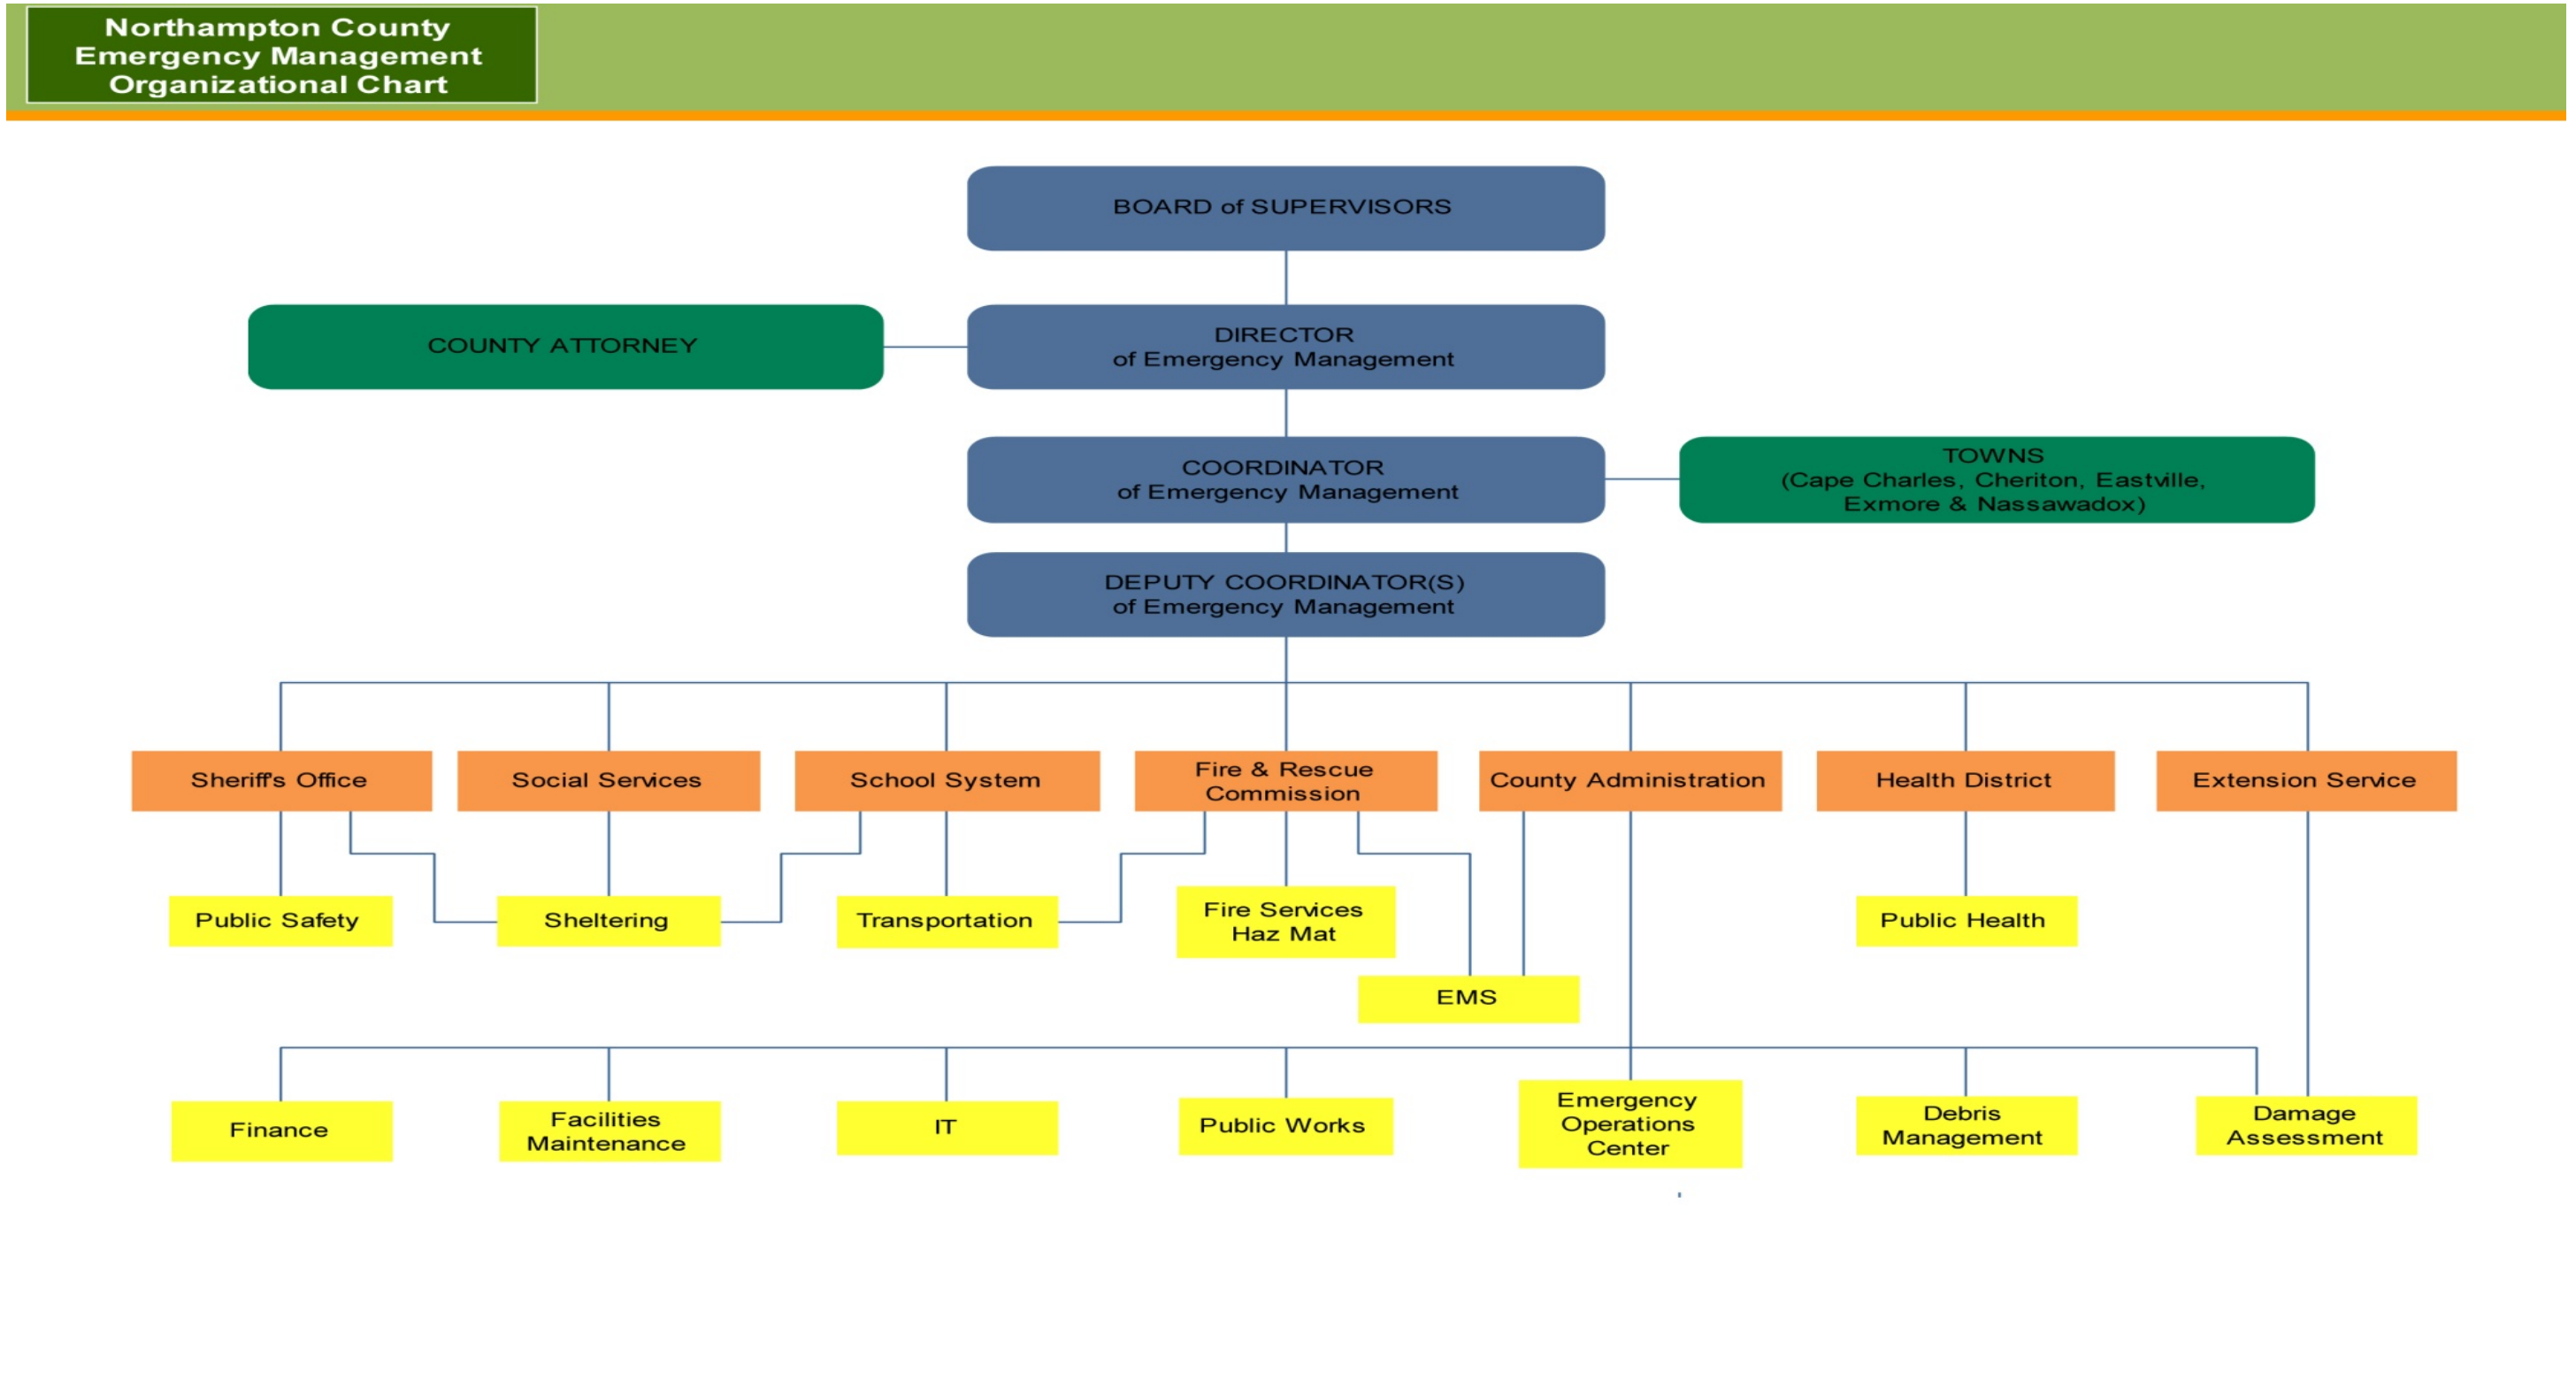 Northampton County
Emergency Management
Organizational Chart
BOARD of SUPERVISORS
COUNTY ATTORNEY
DIRECTOR
of Emergency Management
COORDINATOR
of Emergency Management
TOWNS
(Cape Charles, Cheriton, Eastville,
Exmore & Nassawadox)
DEPUTY COORDINATOR(S)
of Emergency Management
Sheriff's Office
Social Services
School System
Fire & Rescue
Commission
County Administration
Health District
Extension Service
Public Safety
Sheltering
Transportation
Fire Services
Haz Mat
Public Health
EMS
Finance
Facilities
Maintenance
IT
Public Works
Emergency
Operations
Center
Debris
Management
Damage
Assessment